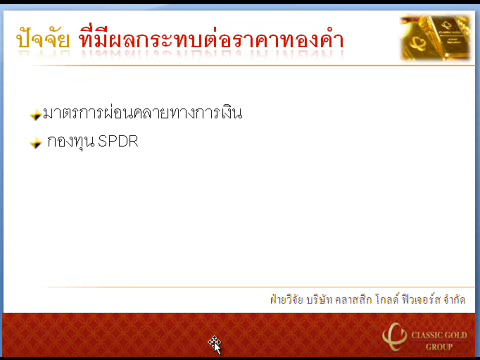 ปัจจัย ที่มีผลกระทบต่อราคาทองคำ
มาตรการผ่อนคลายทางการเงิน
กองทุน SPDR
ฝ่ายวิจัย บริษัท คลาสสิก โกลด์ ฟิวเจอร์ส จำกัด
CLASSIC GOLD
GROUP